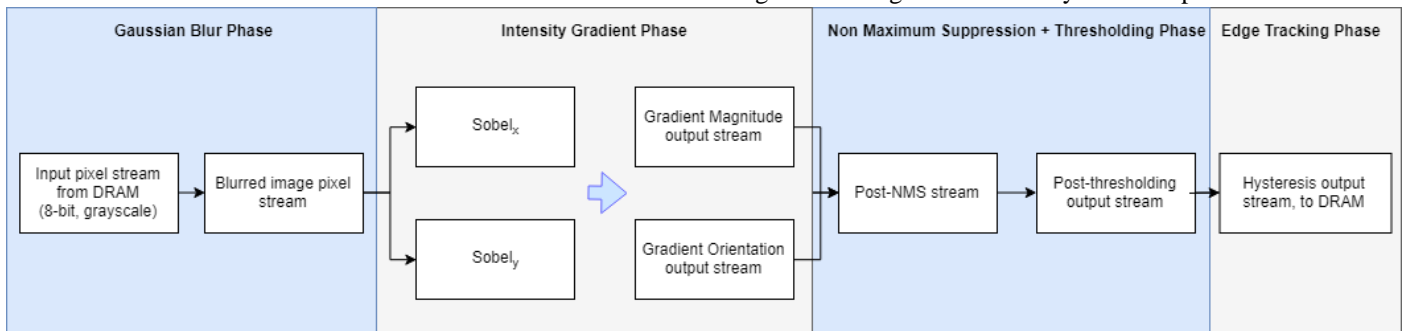 Gaussian Blur Phase
Intensity Gradient Phase
Non Maximum Suppression + Thresholding Phase
Edge Tracking Phase
Input pixel stream
from DRAM
(8-bit, grayscale)
Blurred image pixel
stream
Sobelx
Sobely
Gradient Magnitude
output stream
Gradient Orientation
output stream
Post-NMS stream
Post-thresholding
output stream
Hysteresis output
stream, to DRAM